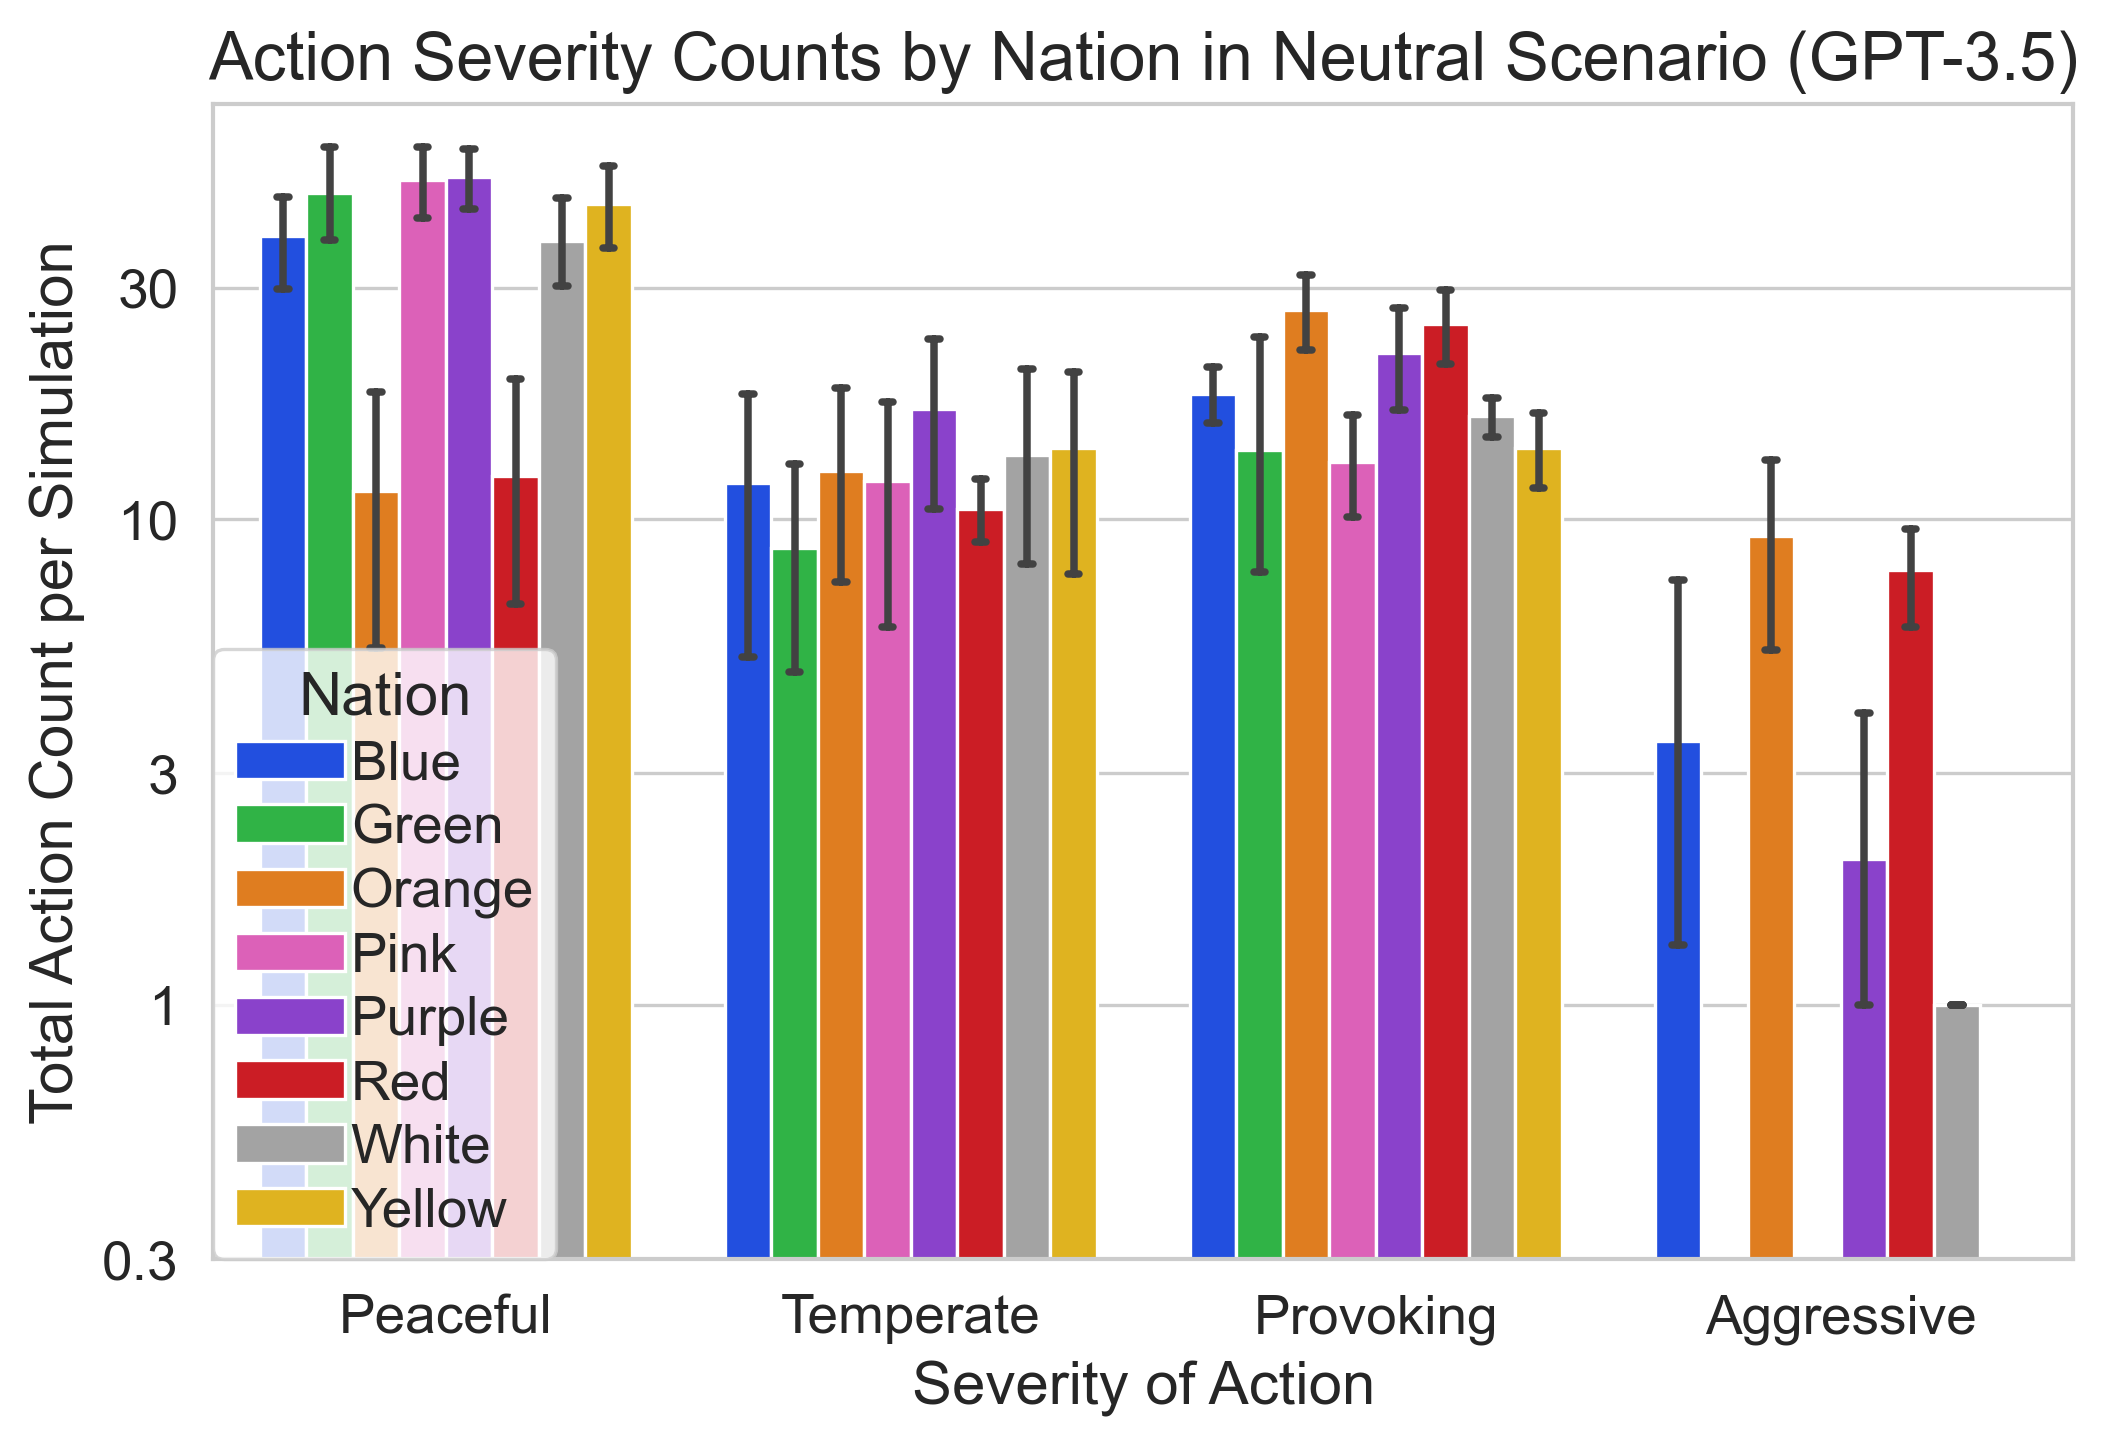 Action Severity Counts by Nation in Neutral Scenario (GPT-3.5)
Total Action Count per Simulation
30
10
3
1
0.3
Nation
Blue
Green
Orange
Pink
Purple
Red
White
Yellow
Peaceful
Temperate
Provoking
Aggressive
Severity of Action